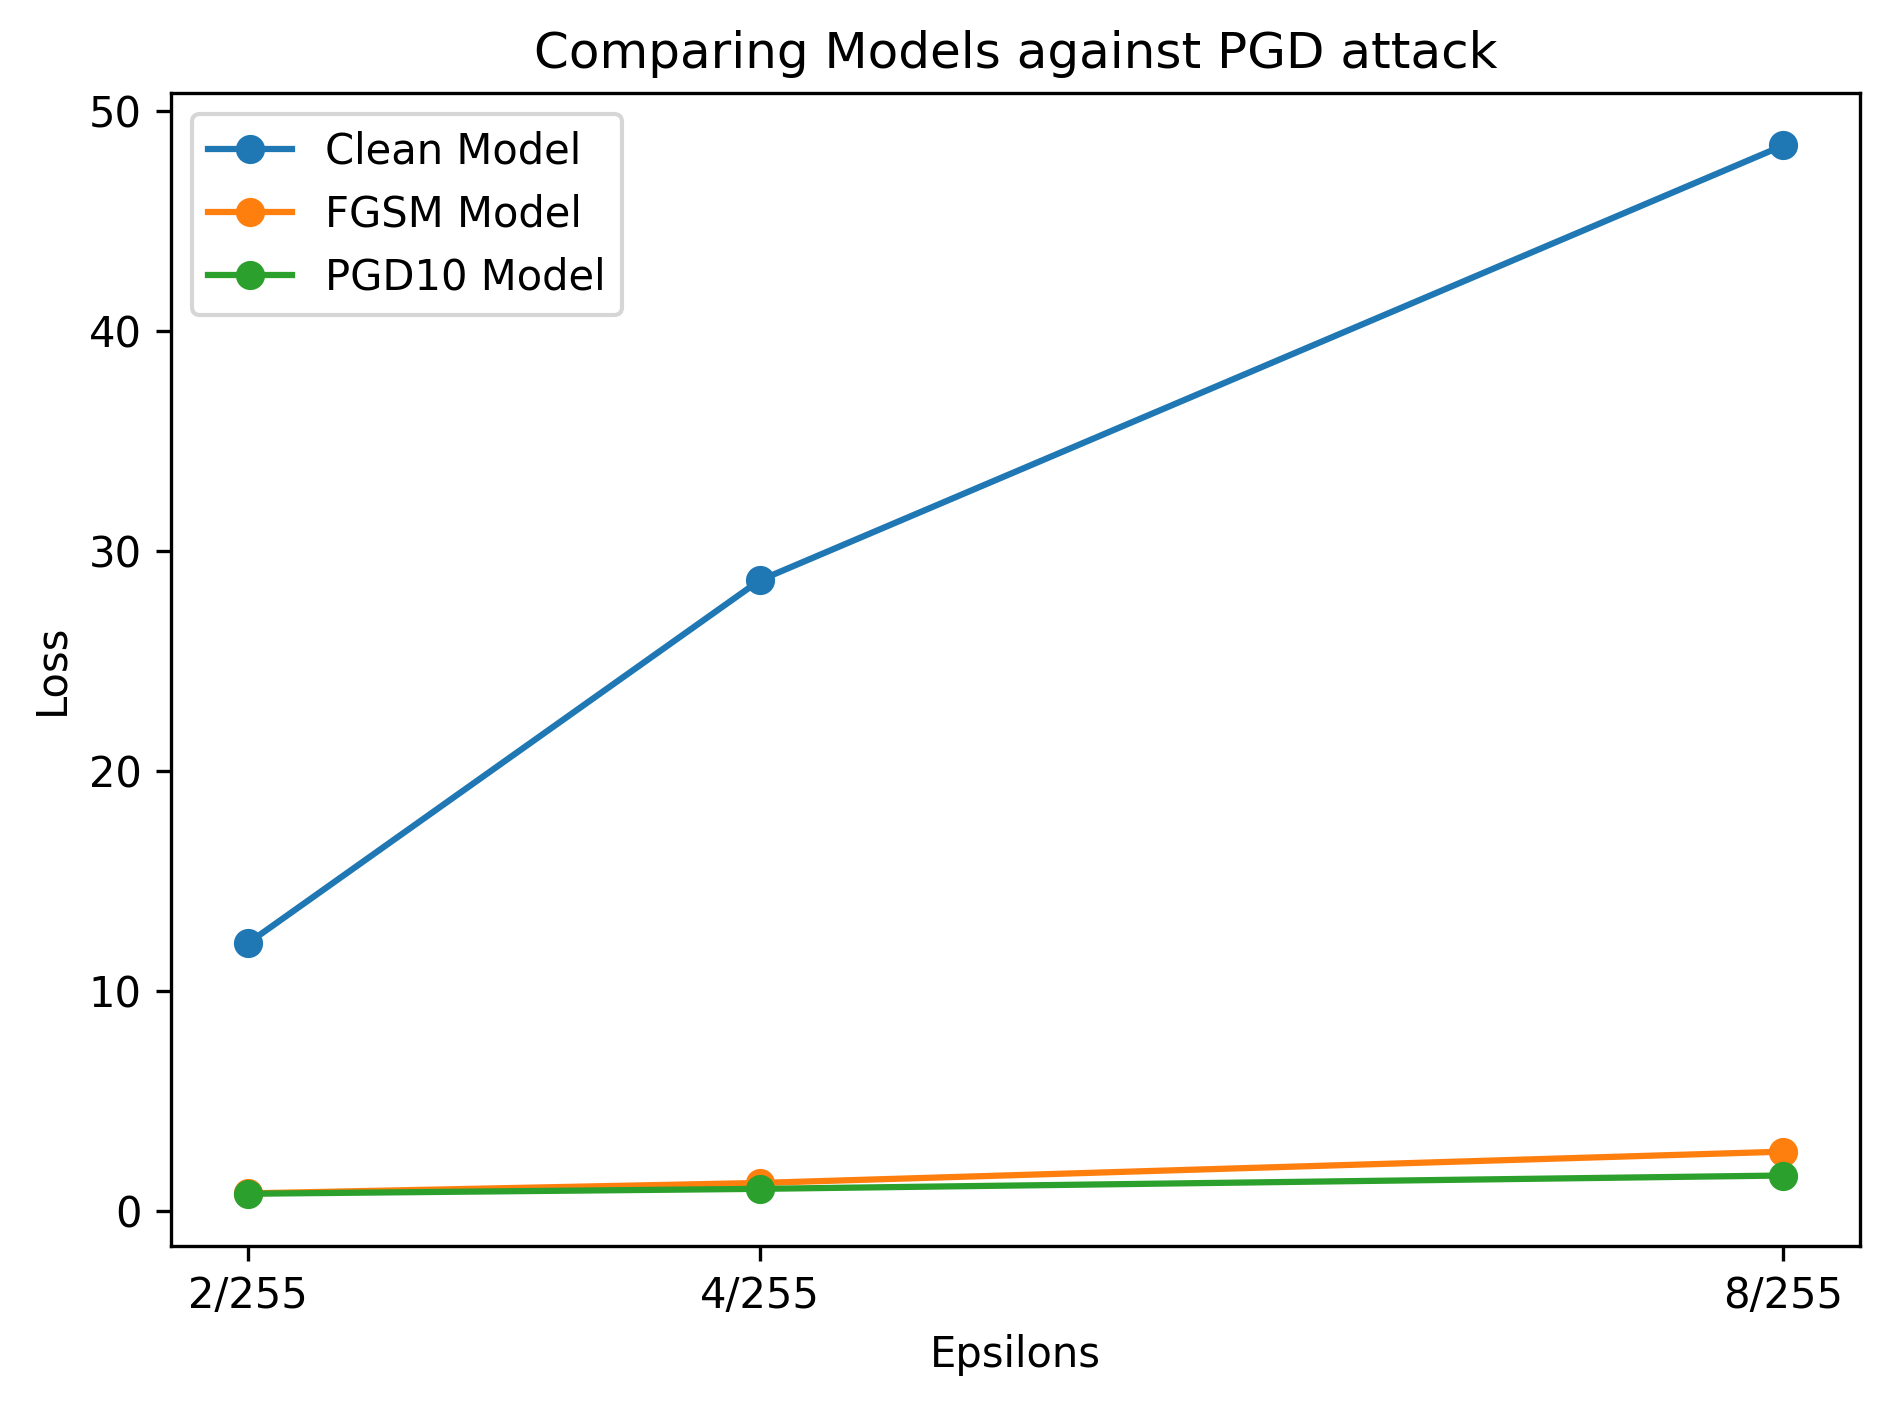 Comparing Models against PGD attack
Clean Model
FGSM Model
PGD10 Model
50
40
30
20
10
0
Loss
2/255 4/255 8/255
Epsilons